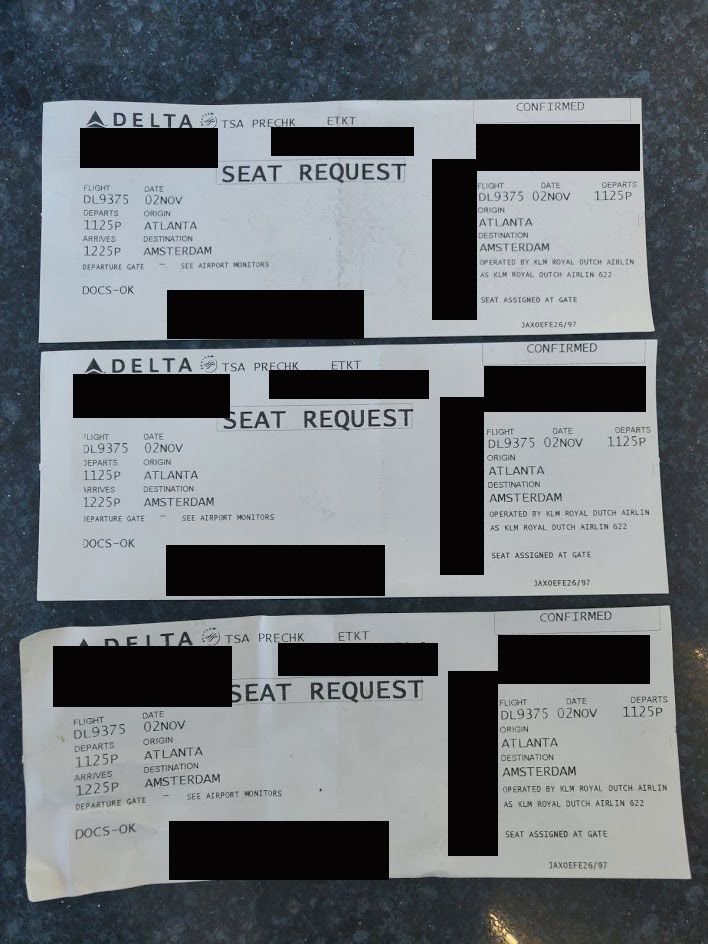 DELTA TSA PRECHK ETKT
SEAT REQUEST
FLIGHT DATE
DL9375 02NOV
DEPARTS ORIGIN
1125P ATLANTA
ARRIVES DESTINATION
1225P AMSTERDAM
DEPARTURE GATE — SEE AIRPORT MONITORS
DOCS-OK
CONFIRMED
FLIGHT DATE DEPARTS
DL9375 02NOV 1125P
ORIGIN
ATLANTA
DESTINATION
AMSTERDAM
OPERATED BY KLM ROYAL DUTCH AIRLIN
AS KLM ROYAL DUTCH AIRLIN 622
SEAT ASSIGNED AT GATE
JAX0EFE26/97
DELTA TSA PRECHK ETKT
SEAT REQUEST
FLIGHT DATE
DL9375 02NOV
DEPARTS ORIGIN
1125P ATLANTA
ARRIVES DESTINATION
1225P AMSTERDAM
DEPARTURE GATE — SEE AIRPORT MONITORS
DOCS-OK
CONFIRMED
FLIGHT DATE DEPARTS
DL9375 02NOV 1125P
ORIGIN
ATLANTA
DESTINATION
AMSTERDAM
OPERATED BY KLM ROYAL DUTCH AIRLIN
AS KLM ROYAL DUTCH AIRLIN 622
SEAT ASSIGNED AT GATE
JAX0EFE26/97
DELTA TSA PRECHK ETKT
SEAT REQUEST
FLIGHT DATE
DL9375 02NOV
DEPARTS ORIGIN
1125P ATLANTA
ARRIVES DESTINATION
1225P AMSTERDAM
DEPARTURE GATE — SEE AIRPORT MONITORS
DOCS-OK
CONFIRMED
FLIGHT DATE DEPARTS
DL9375 02NOV 1125P
ORIGIN
ATLANTA
DESTINATION
AMSTERDAM
OPERATED BY KLM ROYAL DUTCH AIRLIN
AS KLM ROYAL DUTCH AIRLIN 622
SEAT ASSIGNED AT GATE
JAX0EFE26/97